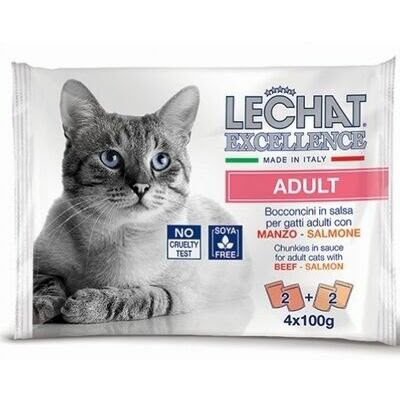 LECHAT®
EXCELLENCE
MADE IN ITALY
ADULT
Bocconcini in salsa
per gatti adulti con
MANZO - SALMONE
Chunkies in sauce
for adult cats with
BEEF - SALMON
NO
CRUELTY
TEST
SOYA
FREE
2 + 2
4x100g